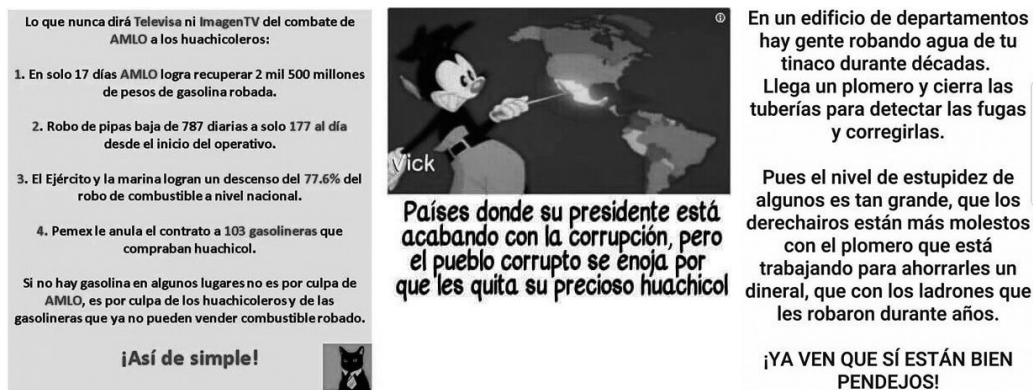 Lo que nunca dirá Televisa ni ImagenTV del combate de
AMLO a los huachicoleros:
1. En solo 17 días AMLO logra recuperar 2 mil 500 millones
de pesos de gasolina robada.
2. Robo de pipas baja de 787 diarias a solo 177 al día
desde el inicio del operativo.
3. El Ejército y la marina logran un descenso del 77.6% del
robo de combustible a nivel nacional.
4. Pemex le anula el contrato a 103 gasolineras que
compraban huachicol.
Si no hay gasolina en algunos lugares no es por culpa de
AMLO, es por culpa de los huachicoleros y de las
gasolineras que ya no pueden vender combustible robado.
¡Así de simple!
Vick
Países donde su presidente está
acabando con la corrupción, pero
el pueblo corrupto se enoja por
que les quita su precioso huachicol
En un edificio de departamentos
hay gente robando agua de tu
tinaco durante décadas.
Llega un plomero y cierra las
tuberías para detectar las fugas
y corregirlas.
Pues el nivel de estupidez de
algunos es tan grande, que los
derechairos están más molestos
con el plomero que está
trabajando para ahorrarles un
dineral, que con los ladrones que
les robaron durante años.
¡YA VEN QUE SÍ ESTÁN BIEN
PENDEJOS!